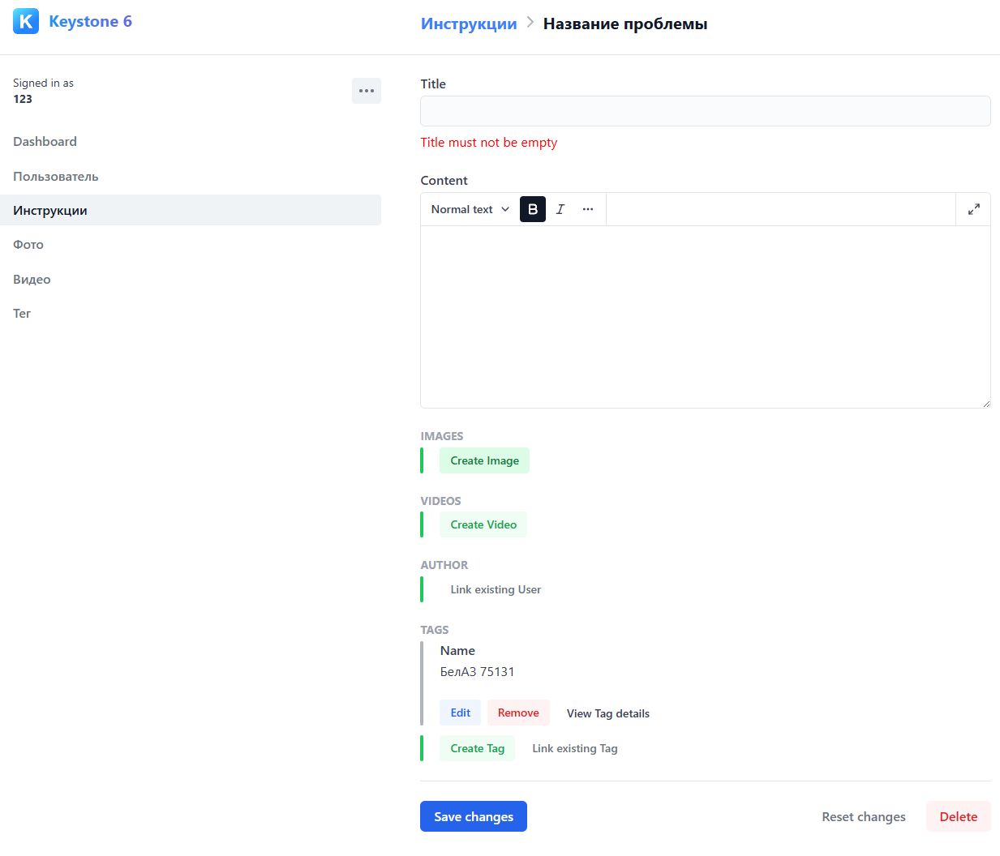 K Keystone 6
Инструкции > Название проблемы
Signed in as
123
Dashboard
Пользователь
Инструкции
Фото
Видео
Тег
Title
Title must not be empty
Content
Normal text B I
IMAGES
Create Image
VIDEOS
Create Video
AUTHOR
Link existing User
TAGS
Name
БелАЗ 75131
Edit Remove View Tag details
Create Tag Link existing Tag
Save changes Reset changes Delete